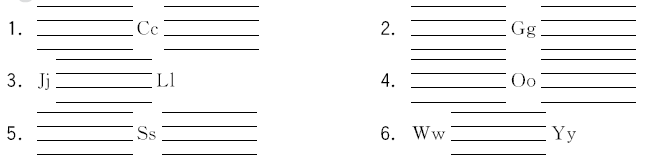 1. Cc 2. Gg
3. Jj Ll 4. Oo
5. Ss 6. Ww Yy